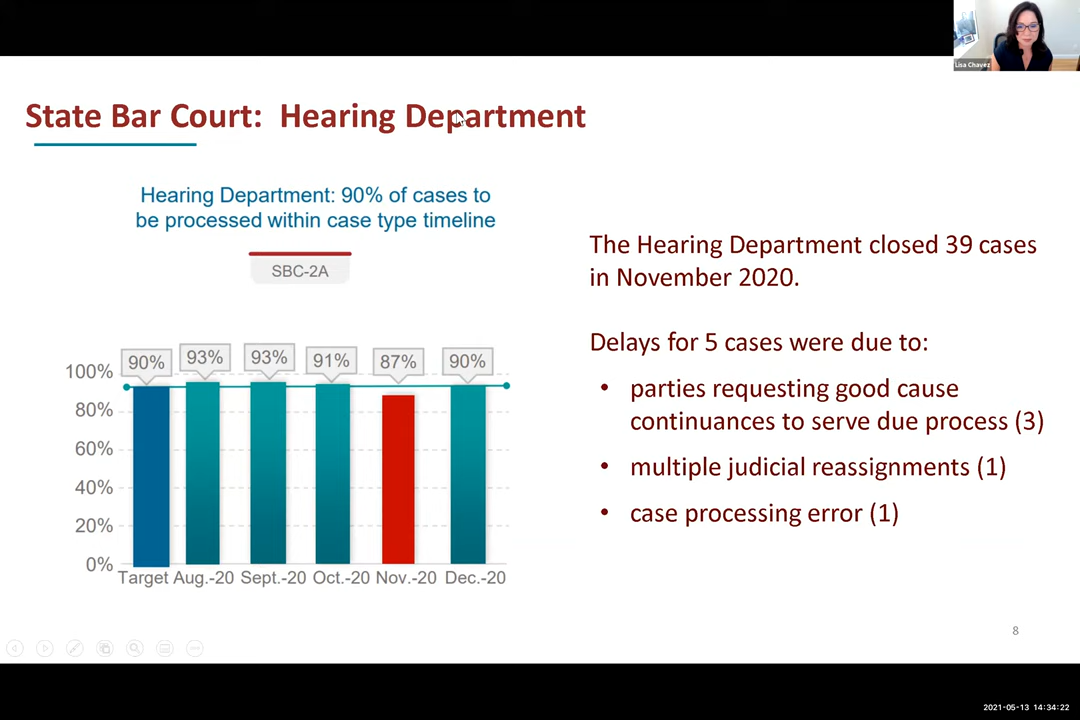 Lisa Chavez
State Bar Court: Hearing Department
Hearing Department: 90% of cases to
be processed within case type timeline
SBC-2A
90% 93% 93% 91% 87% 90%
100%
80%
60%
40%
20%
0%
Target Aug.-20 Sept.-20 Oct.-20 Nov.-20 Dec.-20
The Hearing Department closed 39 cases
in November 2020.
Delays for 5 cases were due to:
• parties requesting good cause
continuances to serve due process (3)
• multiple judicial reassignments (1)
• case processing error (1)
8
2021-05-13 14:34:22